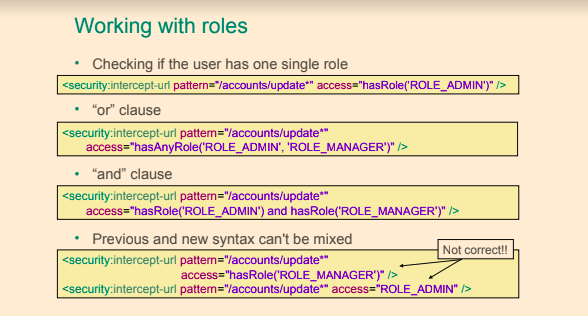 Working with roles
• Checking if the user has one single role
<security:intercept-url pattern="/accounts/update*" access="hasRole('ROLE_ADMIN')" />
• “or” clause
<security:intercept-url pattern="/accounts/update*"
access="hasAnyRole('ROLE_ADMIN', 'ROLE_MANAGER')" />
• “and” clause
<security:intercept-url pattern="/accounts/update*"
access="hasRole('ROLE_ADMIN') and hasRole('ROLE_MANAGER')" />
• Previous and new syntax can't be mixed
Not correct!!
<security:intercept-url pattern="/accounts/update*"
access="hasRole('ROLE_MANAGER')" />
<security:intercept-url pattern="/accounts/update*" access="ROLE_ADMIN" />